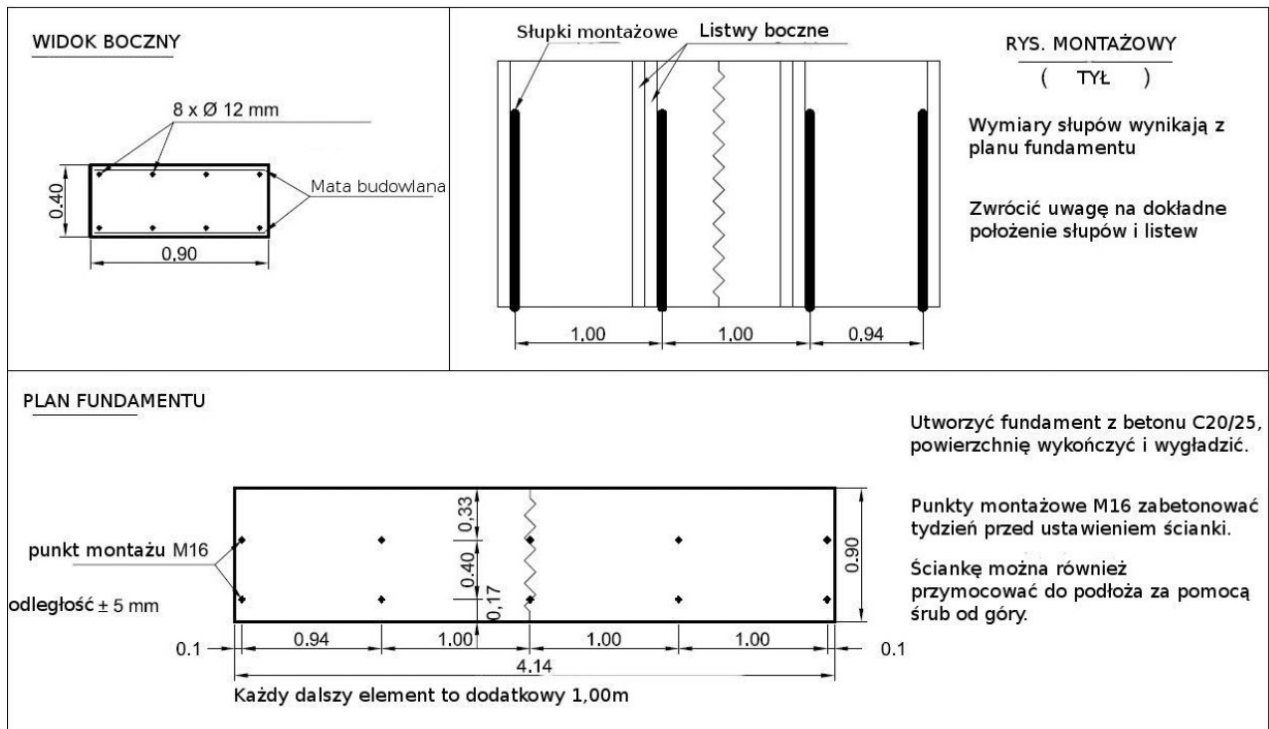 WIDOK BOCZNY
8 x Ø 12 mm
Mata budowlana
0.40
0.90
Słupki montażowe
Listwy boczne
1,00
1,00
0.94
RYS. MONTAŻOWY
( TYŁ )
Wymiary słupów wynikają z
planu fundamentu
Zwrócić uwagę na dokładne
położenie słupów i listew
PLAN FUNDAMENTU
punkt montażu M16
odległość ± 5 mm
0,33
0.40
0,17
0.90
0.1
0.94
1.00
1.00
1.00
0.1
4.14
Każdy dalszy element to dodatkowy 1,00m
Utworzyć fundament z betonu C20/25,
powierzchnię wykończyć i wygładzić.
Punkty montażowe M16 zabetonować
tydzień przed ustawieniem ścianki.
Ściankę można również
przymocować do podłoża za pomocą
śrub od góry.